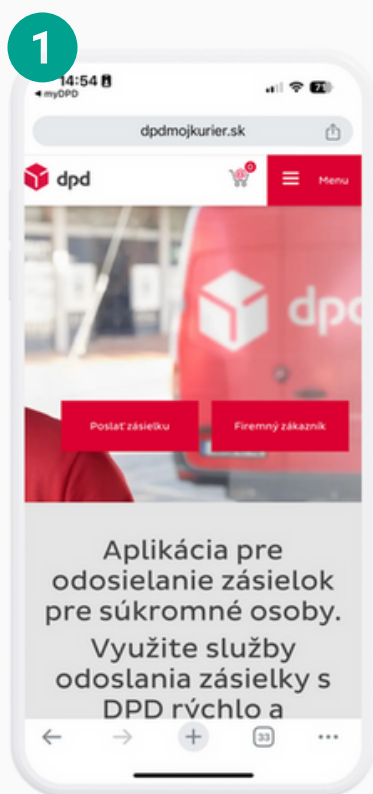 1
14:54
myDPD
71
dpdmojkurier.sk
dpd
0
Menu
dpd
Poslať zásielku
Firemný zákazník
Aplikácia pre
odosielanie zásielok
pre súkromné osoby.
Využite služby
odoslania zásielky s
DPD rýchlo a
33